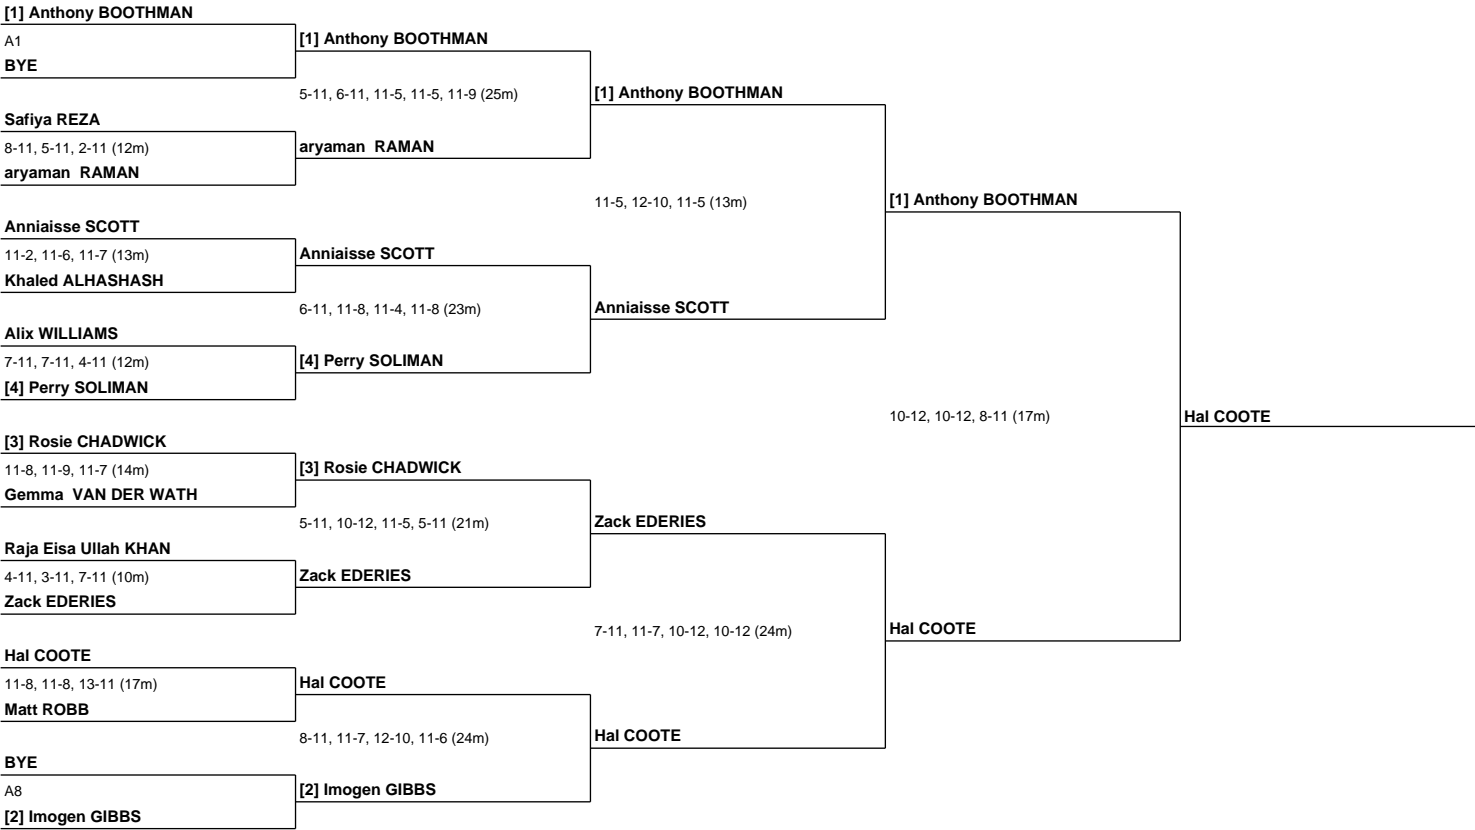 [1] Anthony BOOTHMAN
A1
BYE
Safiya REZA
8-11, 5-11, 2-11 (12m)
aryaman  RAMAN
Anniaisse SCOTT
11-2, 11-6, 11-7 (13m)
Khaled ALHASHASH
Alix WILLIAMS
7-11, 7-11, 4-11 (12m)
[4] Perry SOLIMAN
[3] Rosie CHADWICK
11-8, 11-9, 11-7 (14m)
Gemma  VAN DER WATH
Raja Eisa Ullah KHAN
4-11, 3-11, 7-11 (10m)
Zack EDERIES
Hal COOTE
11-8, 11-8, 13-11 (17m)
Matt ROBB
BYE
A8
[2] Imogen GIBBS
[1] Anthony BOOTHMAN
5-11, 6-11, 11-5, 11-5, 11-9 (25m)
aryaman  RAMAN
Anniaisse SCOTT
6-11, 11-8, 11-4, 11-8 (23m)
[4] Perry SOLIMAN
[3] Rosie CHADWICK
5-11, 10-12, 11-5, 5-11 (21m)
Zack EDERIES
Hal COOTE
8-11, 11-7, 12-10, 11-6 (24m)
[2] Imogen GIBBS
[1] Anthony BOOTHMAN
11-5, 12-10, 11-5 (13m)
Anniaisse SCOTT
Zack EDERIES
7-11, 11-7, 10-12, 10-12 (24m)
Hal COOTE
[1] Anthony BOOTHMAN
10-12, 10-12, 8-11 (17m)
Hal COOTE
Hal COOTE